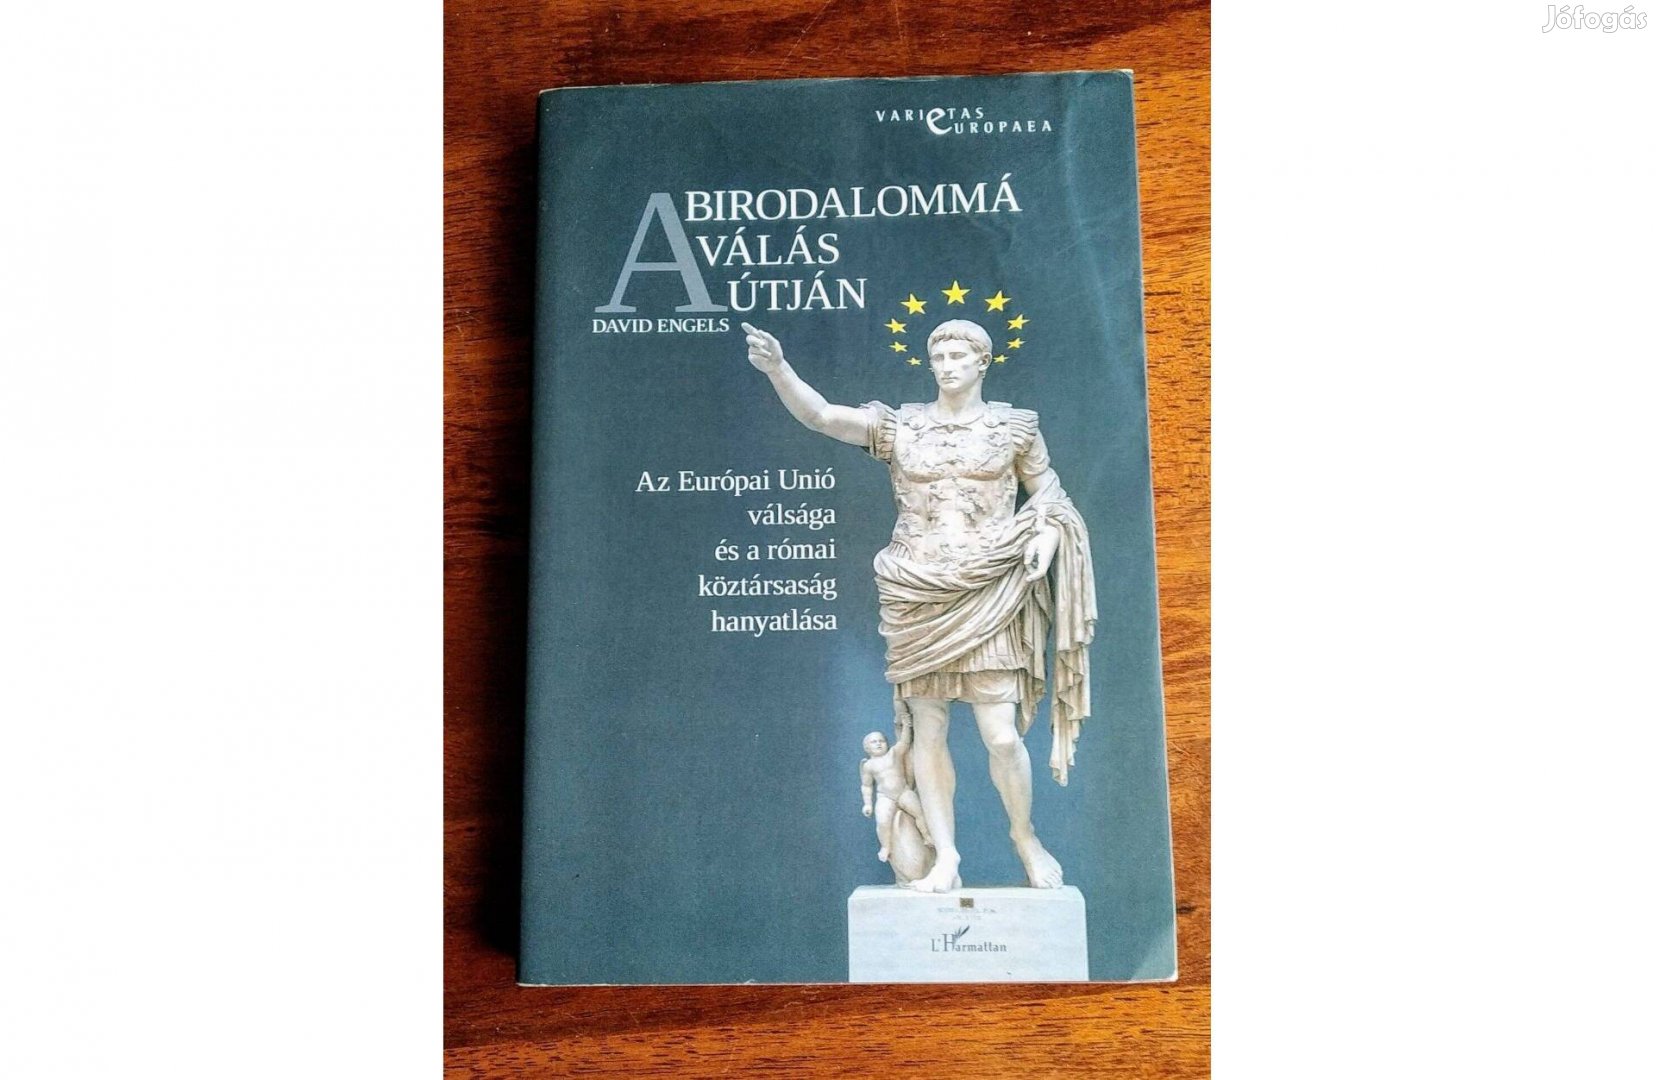 Jófogás
VARIETAS
EUROPAEA
A BIRODALOMMÁ
VÁLÁS
ÚTJÁN
DAVID ENGELS
Az Európai Unió
válsága
és a római
köztársaság
hanyatlása
L'Harmattan